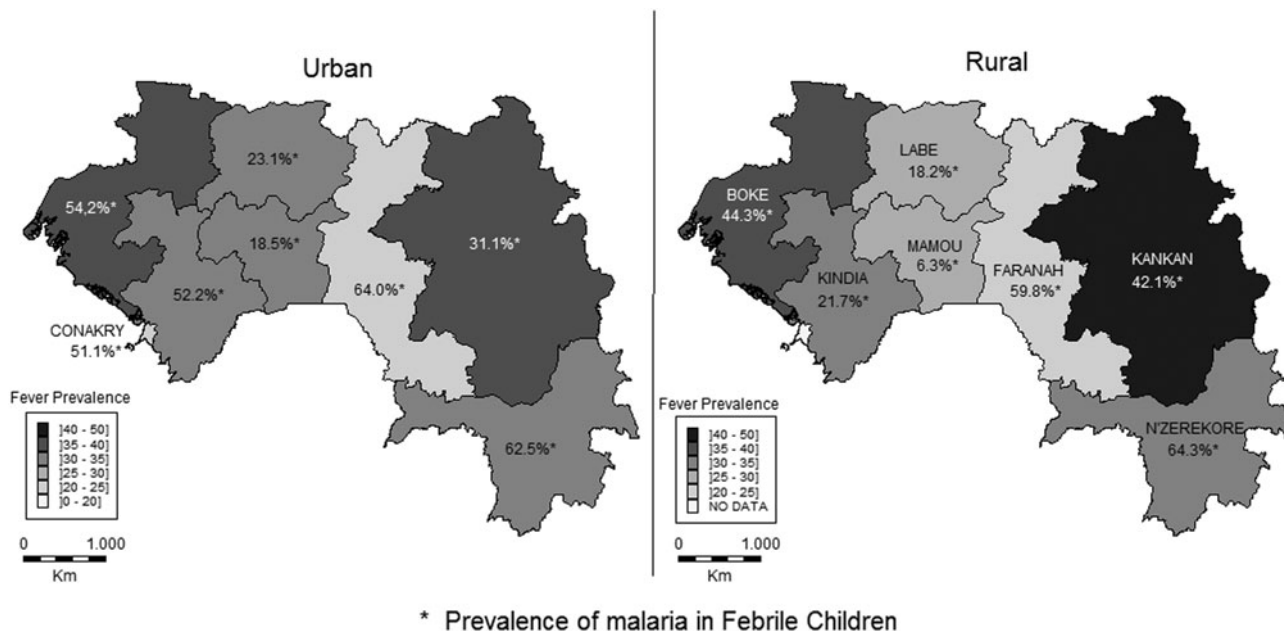 Urban
23.1%*
54,2%*
18.5%*
31.1%*
52.2%*
64.0%*
CONAKRY
51.1%*
62.5%*
Fever Prevalence
]40 - 50]
]35 - 40]
]30 - 35]
]25 - 30]
]20 - 25]
]0 - 20]
0 1.000
Km
Rural
LABE
18.2%*
BOKE
44.3%*
MAMOU
6.3%*
FARANAH
59.8%*
KANKAN
42.1%*
KINDIA
21.7%*
N'ZEREKORE
64.3%*
Fever Prevalence
]40 - 50]
]35 - 40]
]30 - 35]
]25 - 30]
]20 - 25]
NO DATA
0 1.000
Km
* Prevalence of malaria in Febrile Children